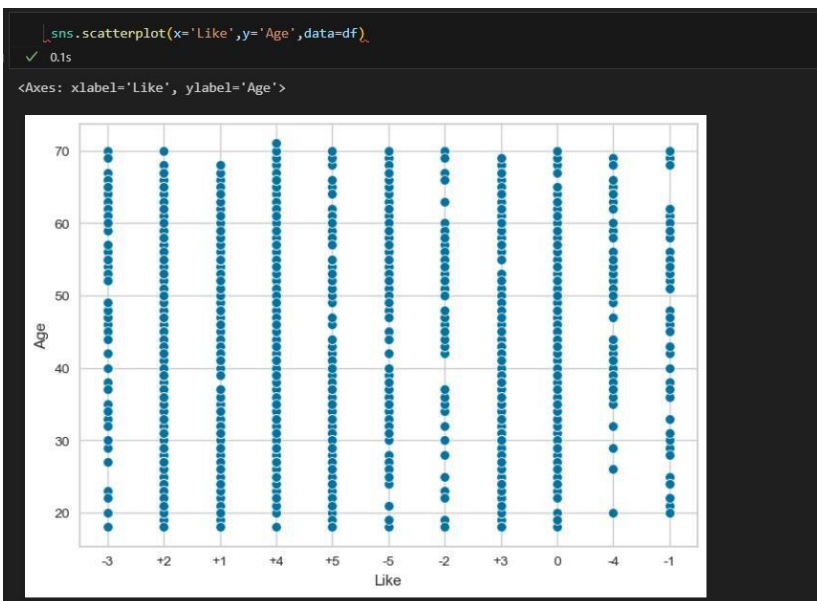 sns.scatterplot(x='Like',y='Age',data=df)
✓ 0.1s
<Axes: xlabel='Like', ylabel='Age'>
70
60
50
40
30
20
Age
-3 +2 +1 +4 +5 -5 -2 +3 0 -4 -1
Like